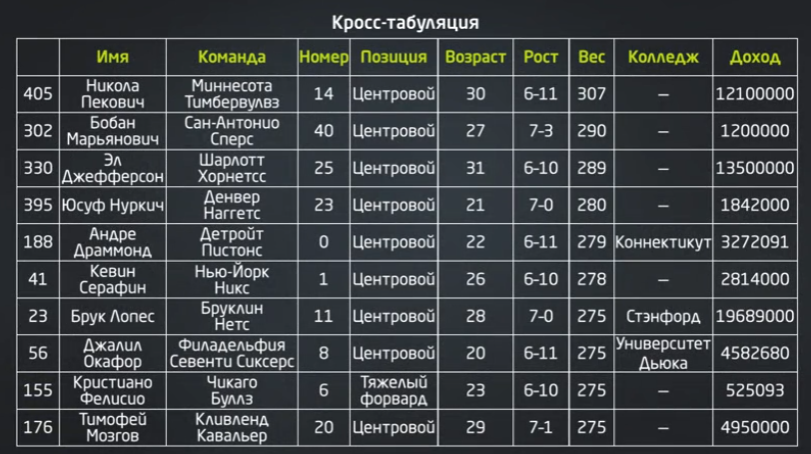 Кросс-табуляция
Имя Команда Номер Позиция Возраст Рост Вес Колледж Доход
405 Никола Пекович Миннесота Тимбервулвз 14 Центровой 30 6-11 307 — 12100000
302 Бобан Марьянович Сан-Антонио Сперс 40 Центровой 27 7-3 290 — 1200000
330 Эл Джефферсон Шарлотт Хорнетсс 25 Центровой 31 6-10 289 — 13500000
395 Юсуф Нуркич Денвер Наггетс 23 Центровой 21 7-0 280 — 1842000
188 Андре Драммонд Детройт Пистонс 0 Центровой 22 6-11 279 Коннектикут 3272091
41 Кевин Серафин Нью-Йорк Никс 1 Центровой 26 6-10 278 — 2814000
23 Брук Лопес Бруклин Нетс 11 Центровой 28 7-0 275 Стэнфорд 19689000
56 Джалил Окафор Филадельфия Севенти Сиксерс 8 Центровой 20 6-11 275 Университет Дьюка 4582680
155 Кристиано Фелисио Чикаго Буллз 6 Тяжелый форвард 23 6-10 275 — 525093
176 Тимофей Мозгов Кливленд Кавальер 20 Центровой 29 7-1 275 — 4950000